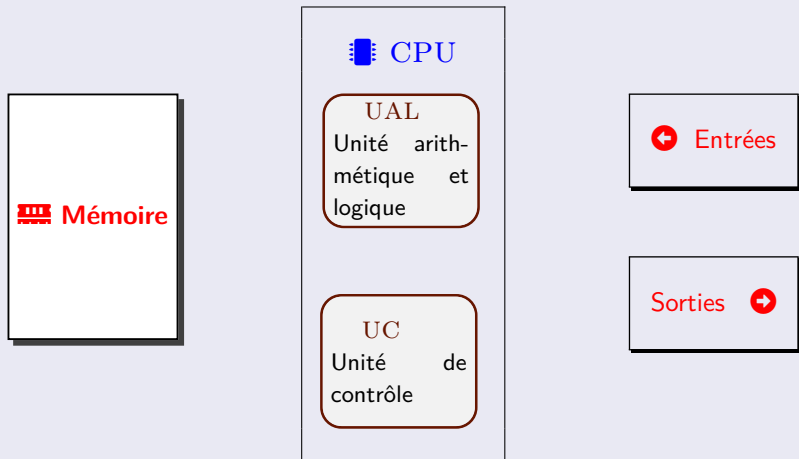 CPU
UAL
Unité arith-
métique et
logique
Mémoire
UC
Unité de
contrôle
Entrées
Sorties